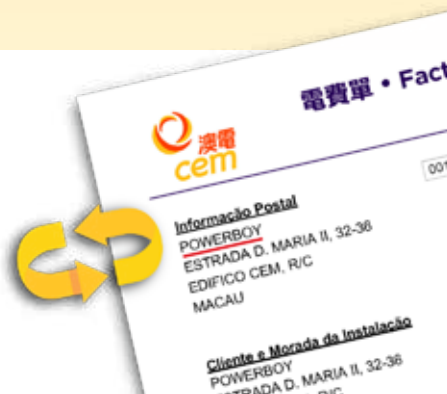 電費單 • Fact
澳電
cem
001
Informação Postal
POWERBOY
ESTRADA D. MARIA II, 32-36
EDIFICO CEM, R/C
MACAU
Cliente e Morada da Instalação
POWERBOY
ESTRADA D. MARIA II, 32-36